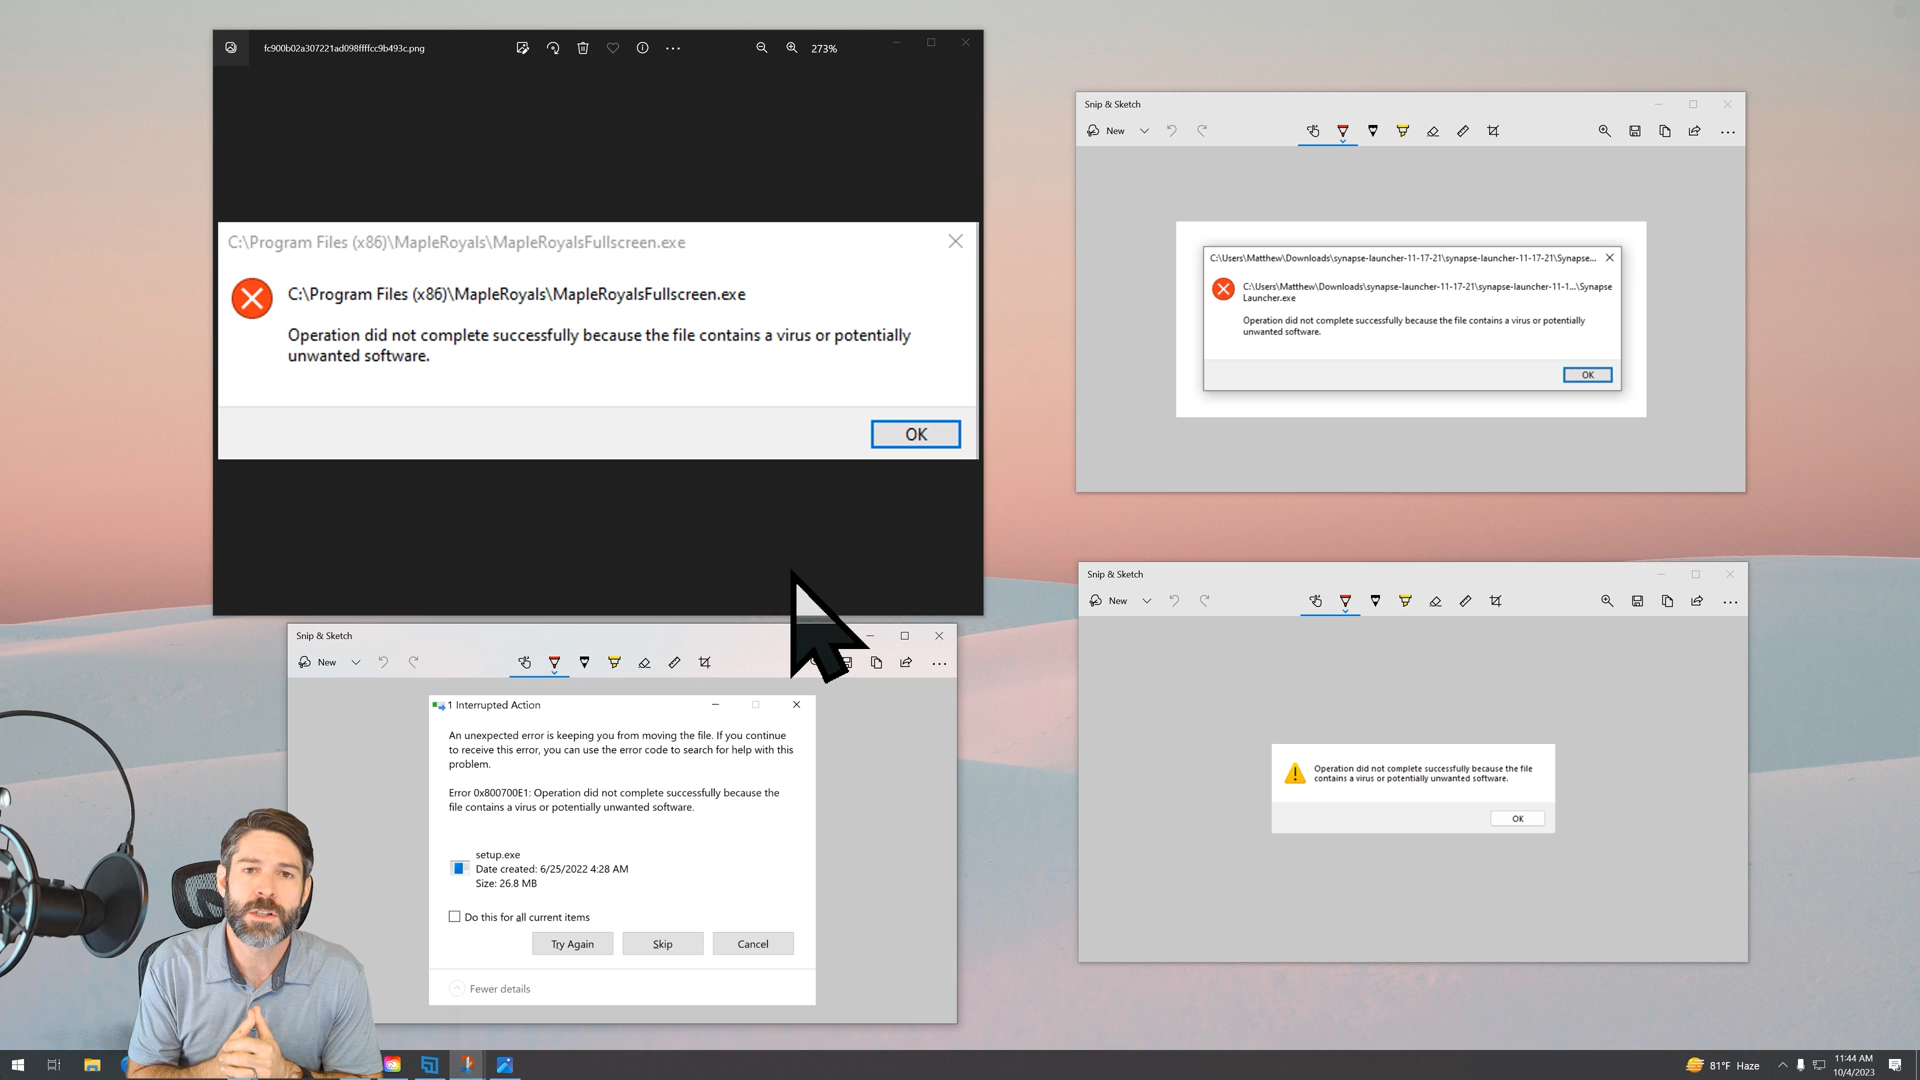 fc900b02a307221ad098ffffcc9b493c.png
273%
C:\Program Files (x86)\MapleRoyals\MapleRoyalsFullscreen.exe
C:\Program Files (x86)\MapleRoyals\MapleRoyalsFullscreen.exe
Operation did not complete successfully because the file contains a virus or potentially
unwanted software.
OK
Snip & Sketch
New
C:\Users\Matthew\Downloads\synapse-launcher-11-17-21\synapse-launcher-11-17-21\Synapse...
C:\Users\Matthew\Downloads\synapse-launcher-11-17-21\synapse-launcher-11-1...\Synapse
Launcher.exe
Operation did not complete successfully because the file contains a virus or potentially
unwanted software.
OK
Snip & Sketch
New
1 Interrupted Action
An unexpected error is keeping you from moving the file. If you continue
to receive this error, you can use the error code to search for help with this
problem.
Error 0x800700E1: Operation did not complete successfully because the
file contains a virus or potentially unwanted software.
setup.exe
Date created: 6/25/2022 4:28 AM
Size: 26.8 MB
Do this for all current items
Try Again
Skip
Cancel
Fewer details
Snip & Sketch
New
Operation did not complete successfully because the file
contains a virus or potentially unwanted software.
OK
81°F Haze
11:44 AM
10/4/2023